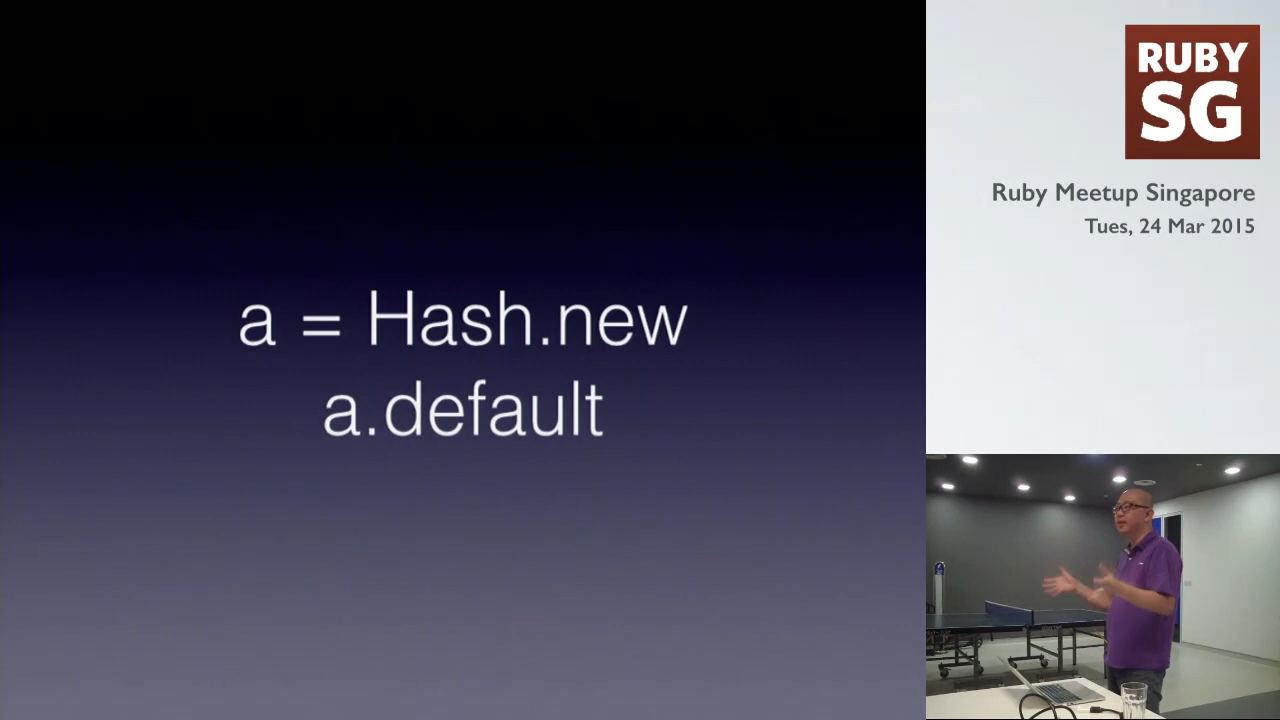 a = Hash.new
a.default
RUBY
SG
Ruby Meetup Singapore
Tues, 24 Mar 2015